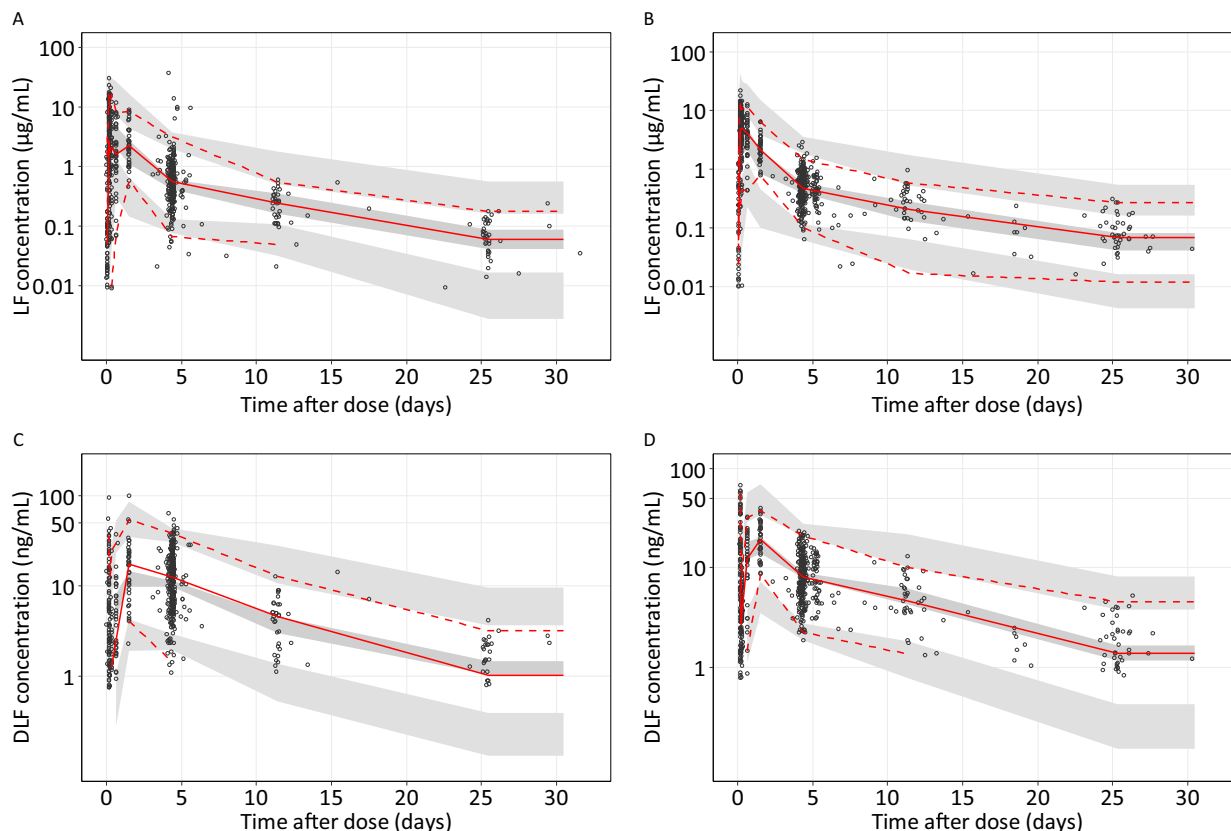 A
LF concentration (µg/mL)
100
10
1
0.1
0.01
0 5 10 15 20 25 30
Time after dose (days)
B
LF concentration (µg/mL)
100
10
1
0.1
0.01
0 5 10 15 20 25 30
Time after dose (days)
C
DLF concentration (ng/mL)
100
50
10
1
0 5 10 15 20 25 30
Time after dose (days)
D
DLF concentration (ng/mL)
100
50
10
1
0 5 10 15 20 25 30
Time after dose (days)